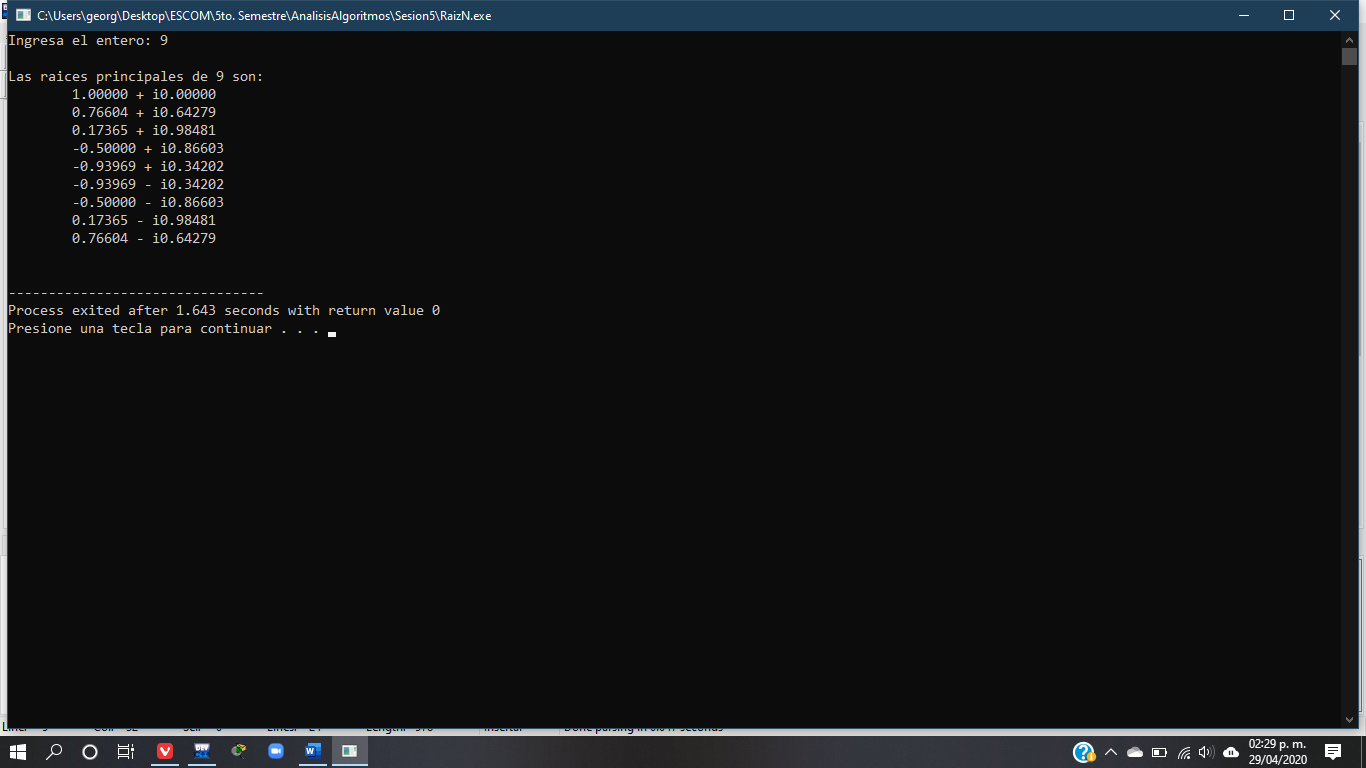 C:\Users\georg\Desktop\ESCOM\5to. Semestre\AnalisisAlgoritmos\Sesion5\RaizN.exe
Ingresa el entero: 9
Las raices principales de 9 son:
1.00000 + i0.00000
0.76604 + i0.64279
0.17365 + i0.98481
-0.50000 + i0.86603
-0.93969 + i0.34202
-0.93969 - i0.34202
-0.50000 - i0.86603
0.17365 - i0.98481
0.76604 - i0.64279
--------------------------------
Process exited after 1.643 seconds with return value 0
Presione una tecla para continuar . . .
02:29 p. m.
29/04/2020